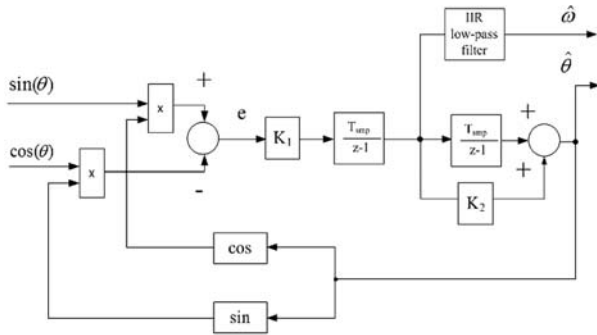 IIR
low-pass
filter
ω̂
θ̂
sin(θ)
x
+
e
K₁
Tsmp
z-1
Tsmp
z-1
+
cos(θ)
x
-
+
K₂
cos
sin